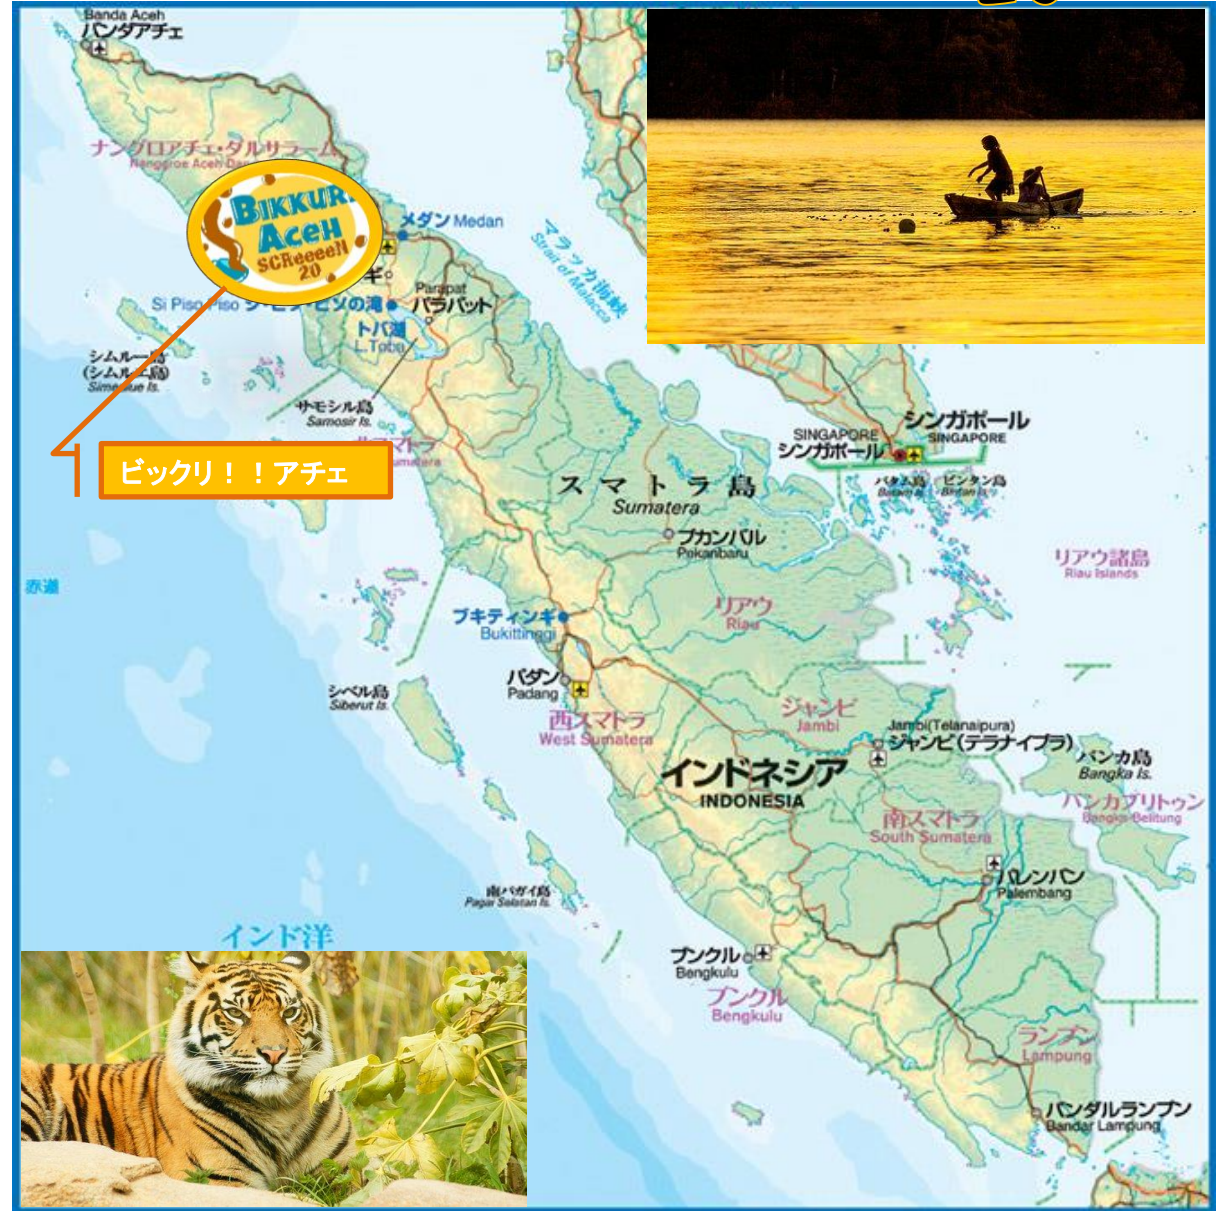 Banda Aceh
バンダアチェ
ナングロアチェ・ダルサラーム
Nanggroe Aceh Da
BIKKUR
ACeH
SCReeeeN
20
メダン Medan
ギ
Parapat
パラパット
Si Piso Piso
の滝
トバ湖
L.Toba
マラッカ海峡
Strait of Malacca
シムルー島
(シムルエ島)
Simeulue Is.
サモシル島
Samosir Is.
ビックリ！！アチェ
シンガポール
SINGAPORE
SINGAPORE
シンガポール
バタム島
Batam Is.
ビンタン島
Bintan Is.
スマトラ島
Sumatera
プカンバル
Pekanbaru
リアウ諸島
Riau Islands
赤道
リアウ
Riau
ブキティンギ
Bukittinggi
パダン
Padang
シベル島
Siberut Is.
西スマトラ
West Sumatera
ジャンビ
Jambi
Jambi(Telanaipura)
ジャンビ(テラナイプラ)
バンカ島
Bangka Is.
インドネシア
INDONESIA
バンカブリトゥン
Bangka-Belitung
南スマトラ
South Sumatera
パレンバン
Palembang
南パガイ島
Pagai Selatan Is.
インド洋
ブンクル
Bengkulu
ブンクル
Bengkulu
ランプン
Lampung
バンダルランプン
Bandar Lampung